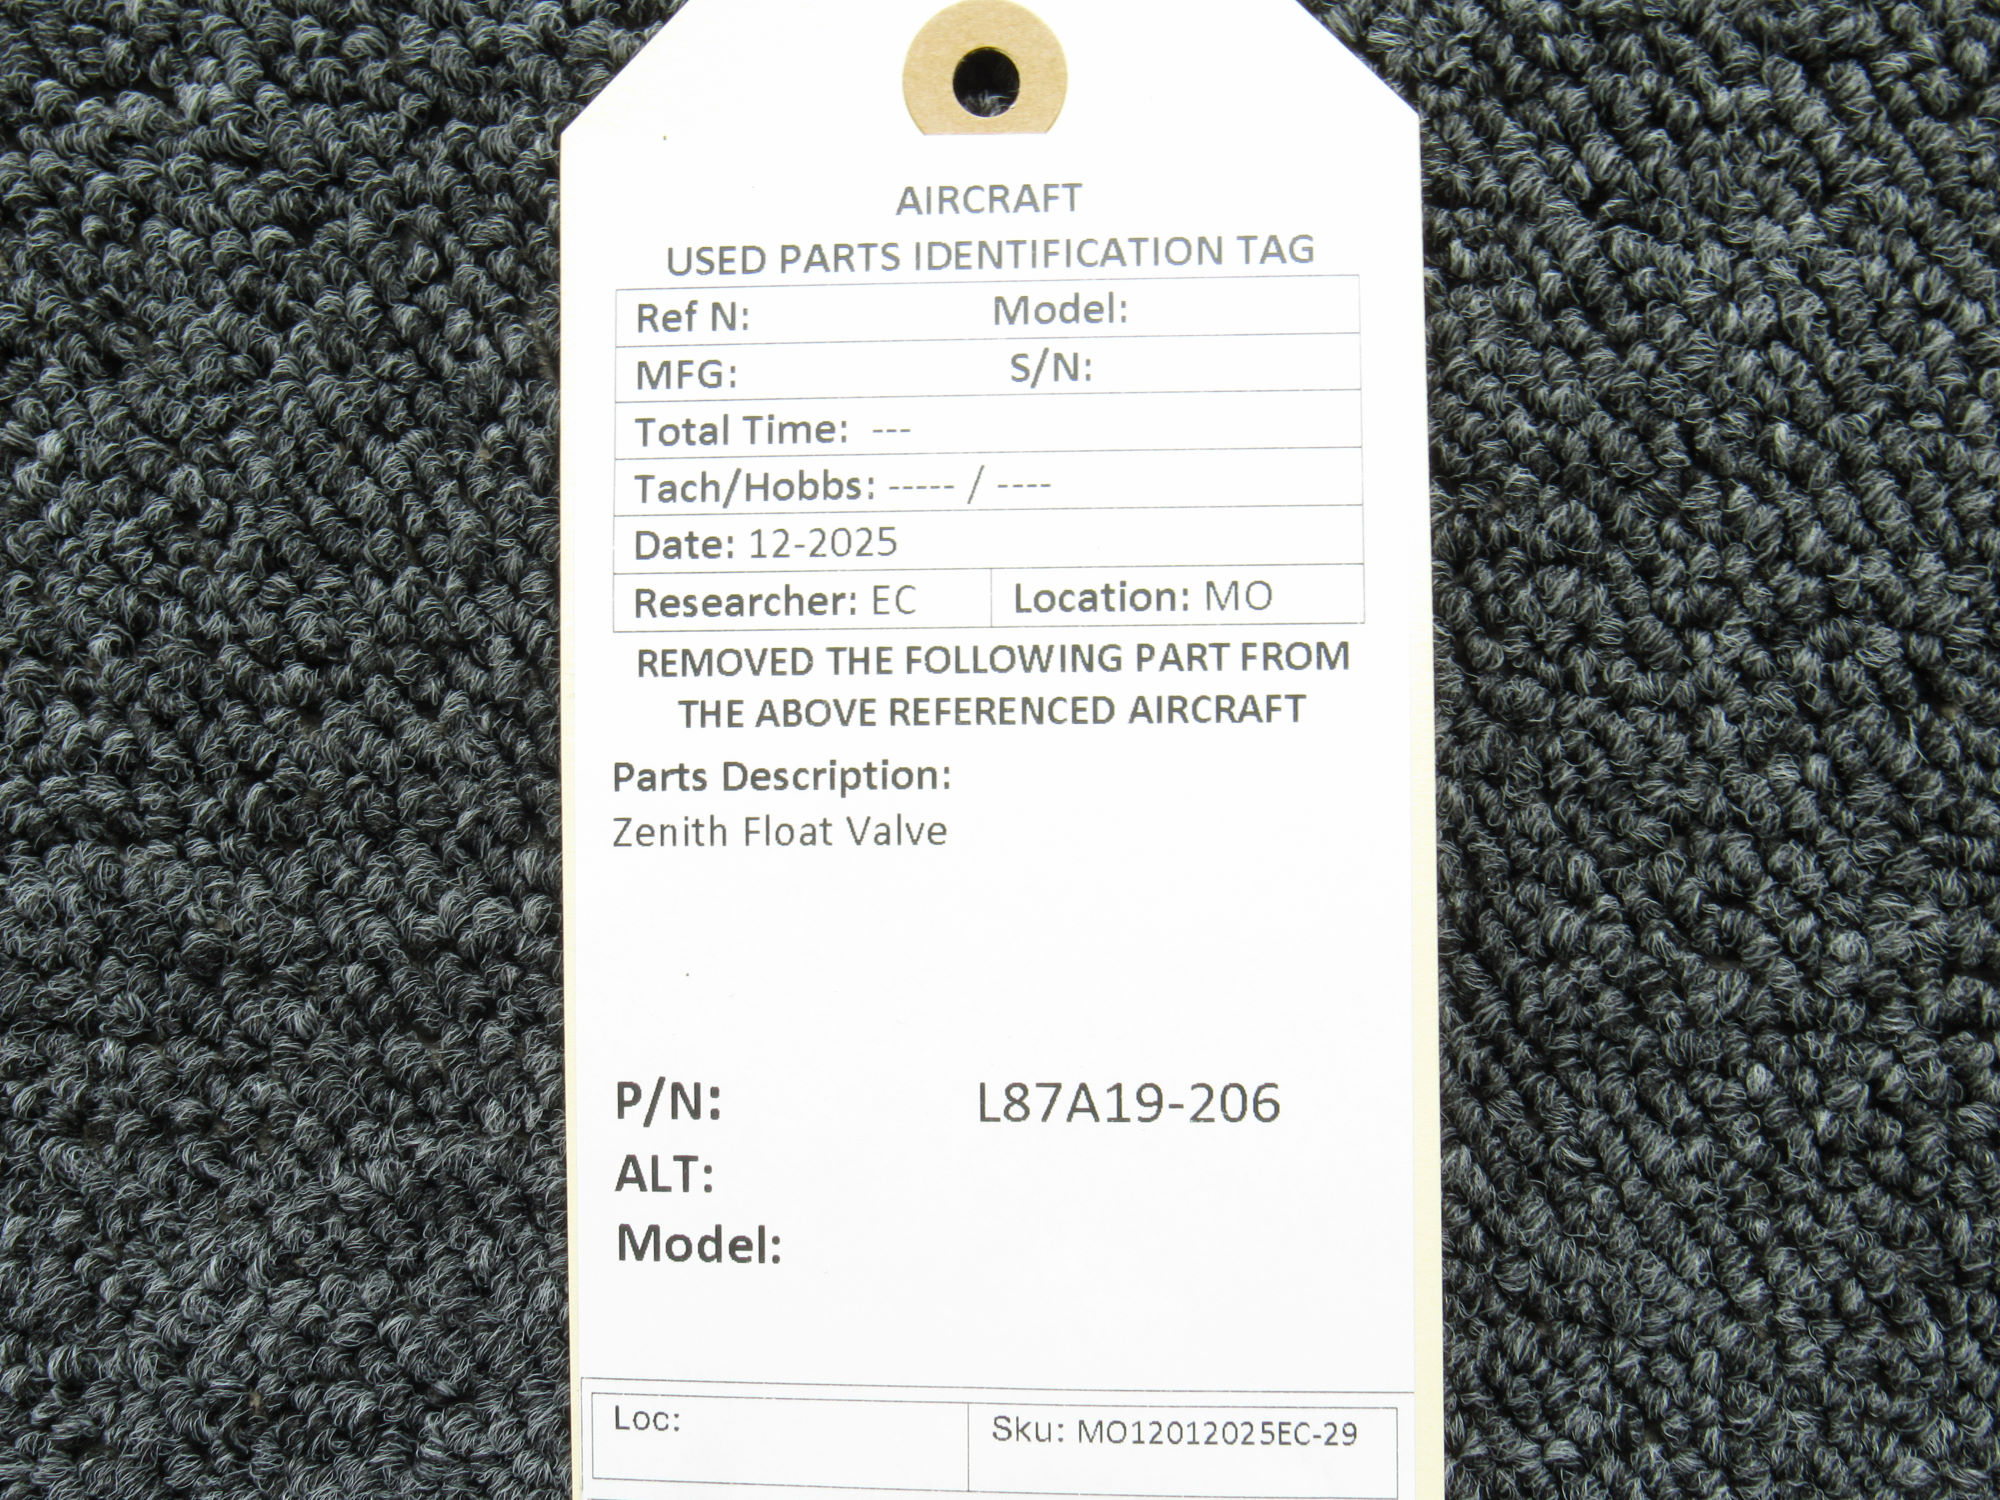 AIRCRAFT
USED PARTS IDENTIFICATION TAG
Ref N: Model:
MFG: S/N:
Total Time: ---
Tach/Hobbs: ----- / ----
Date: 12-2025
Researcher: EC Location: MO
REMOVED THE FOLLOWING PART FROM
THE ABOVE REFERENCED AIRCRAFT
Parts Description:
Zenith Float Valve
P/N: L87A19-206
ALT:
Model:
Loc: Sku: MO12012025EC-29